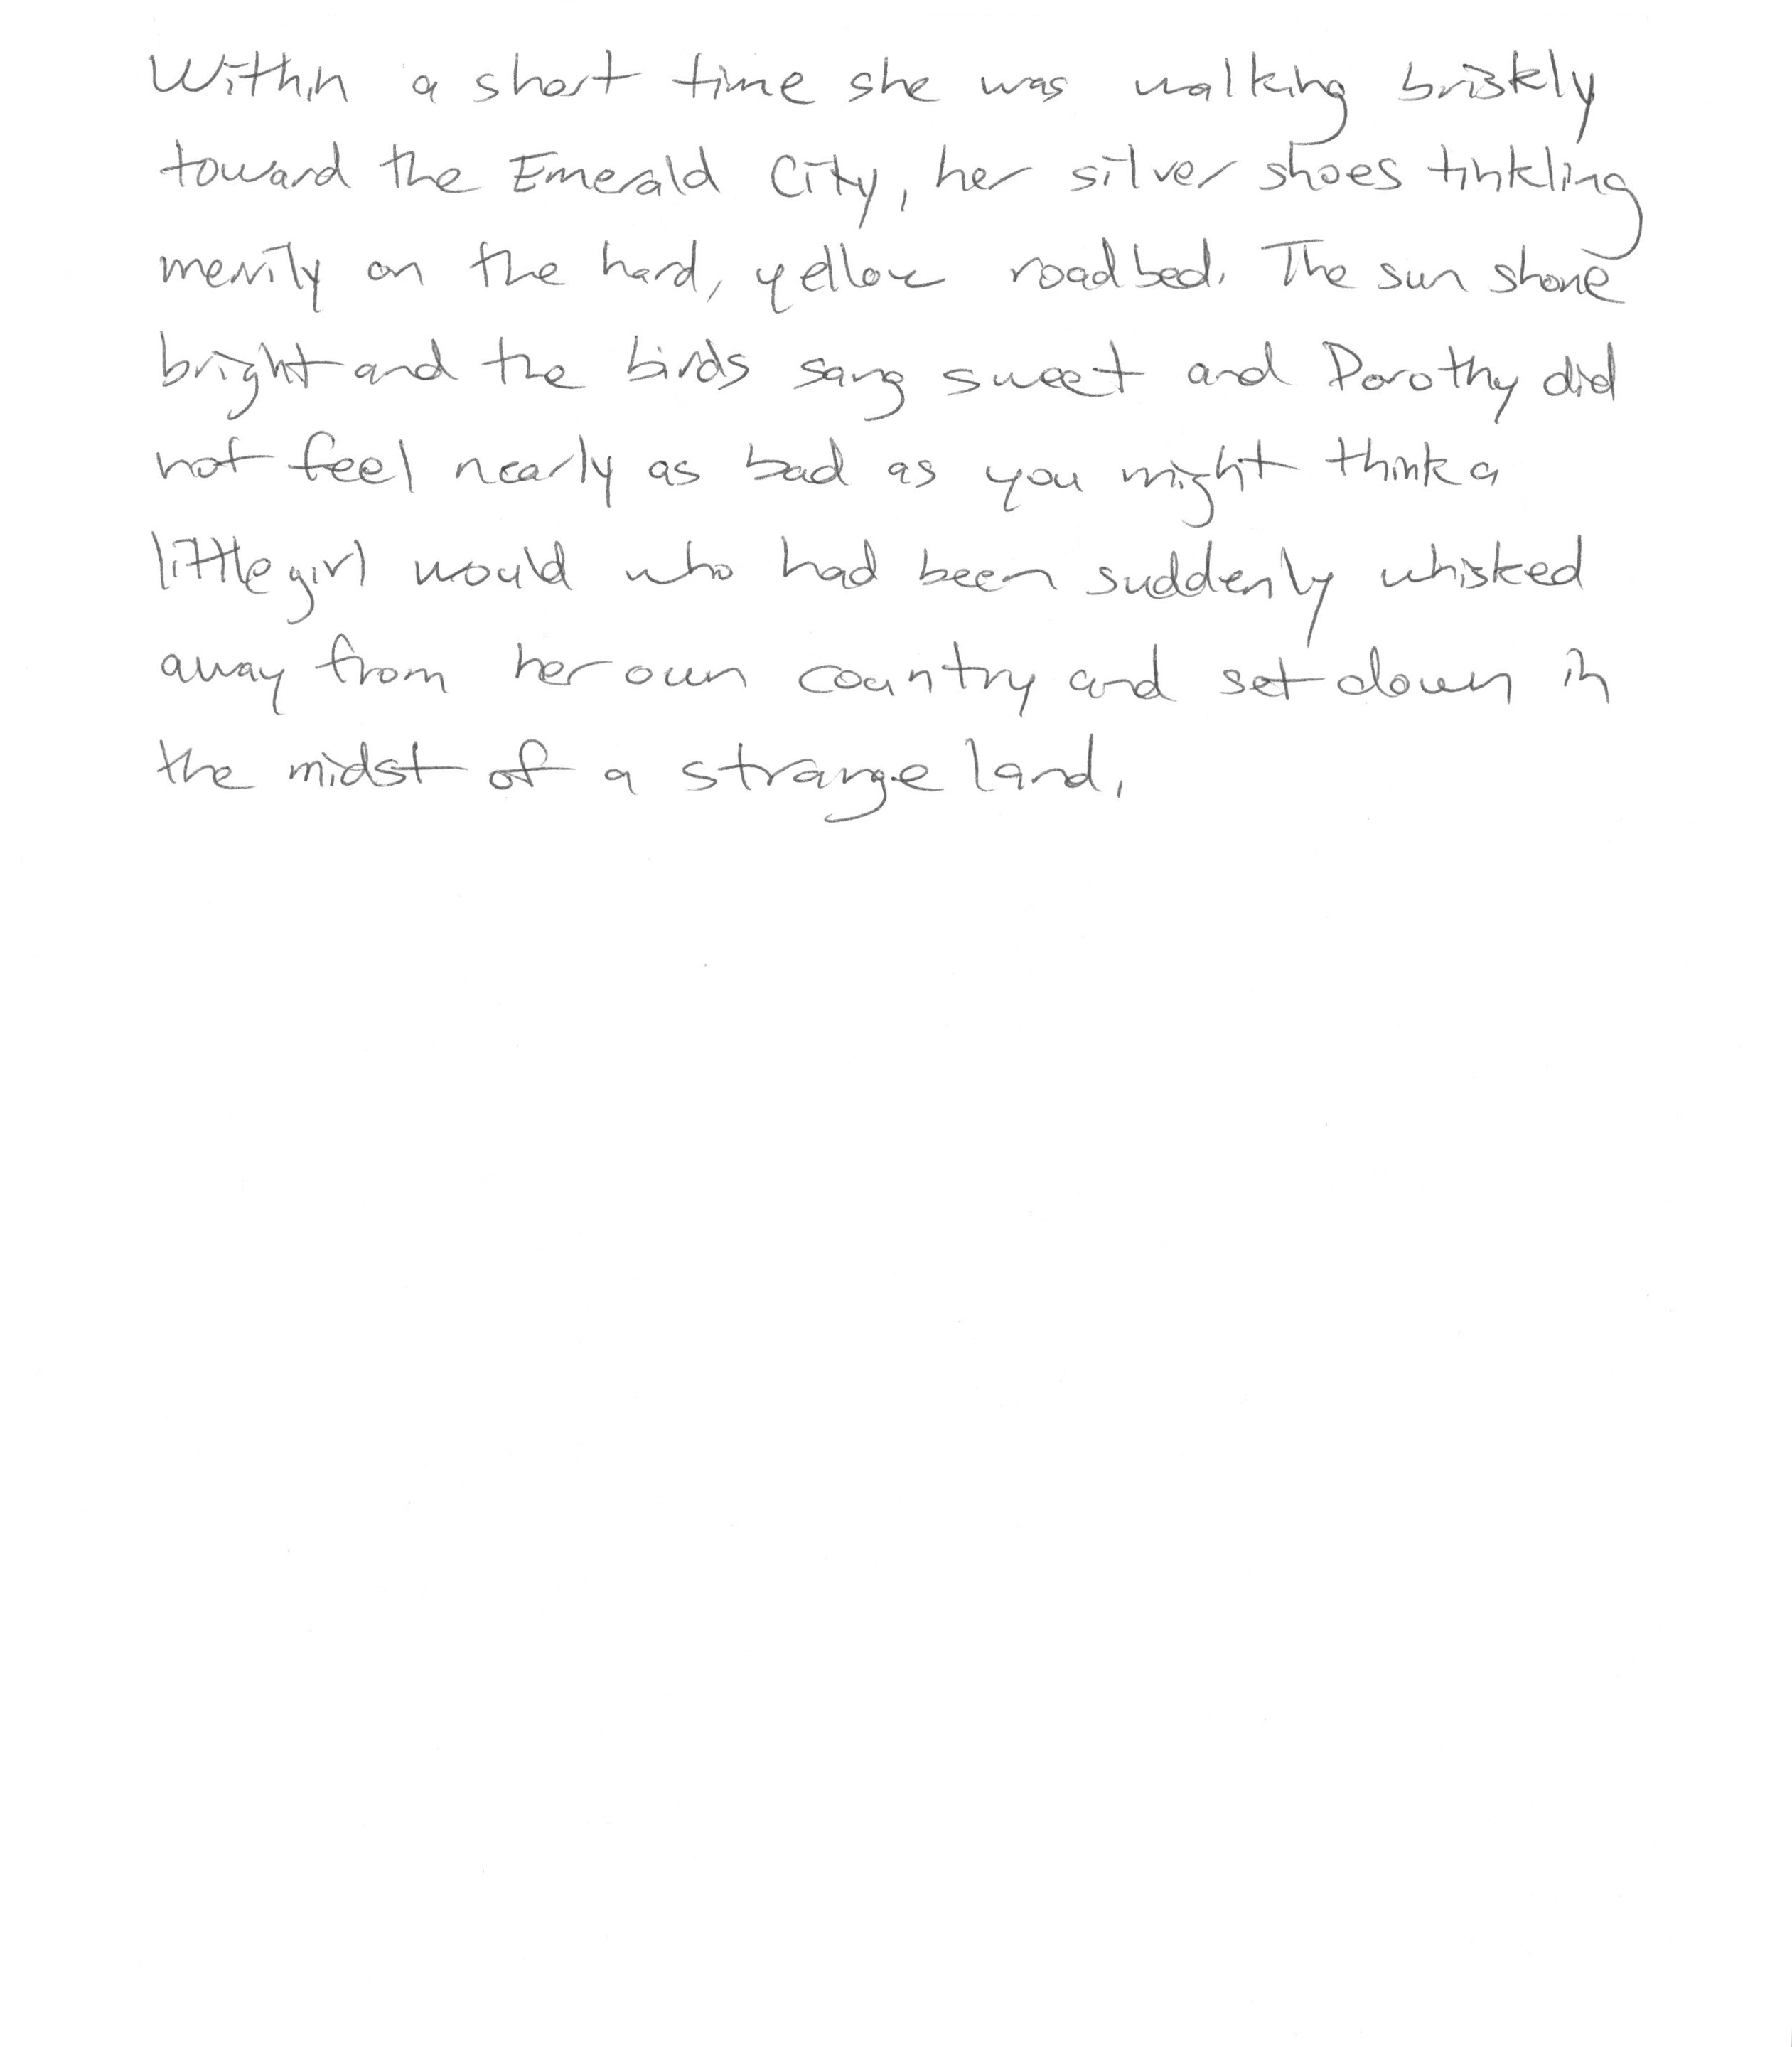 Within a short time she was walking briskly
toward the Emerald City, her silver shoes tinkling
merrily on the hard, yellow roadbed. The sun shone
bright and the birds sang sweet and Dorothy did
not feel nearly as bad as you might think a
little girl would who had been suddenly whisked
away from her own country and set down in
the midst of a strange land.